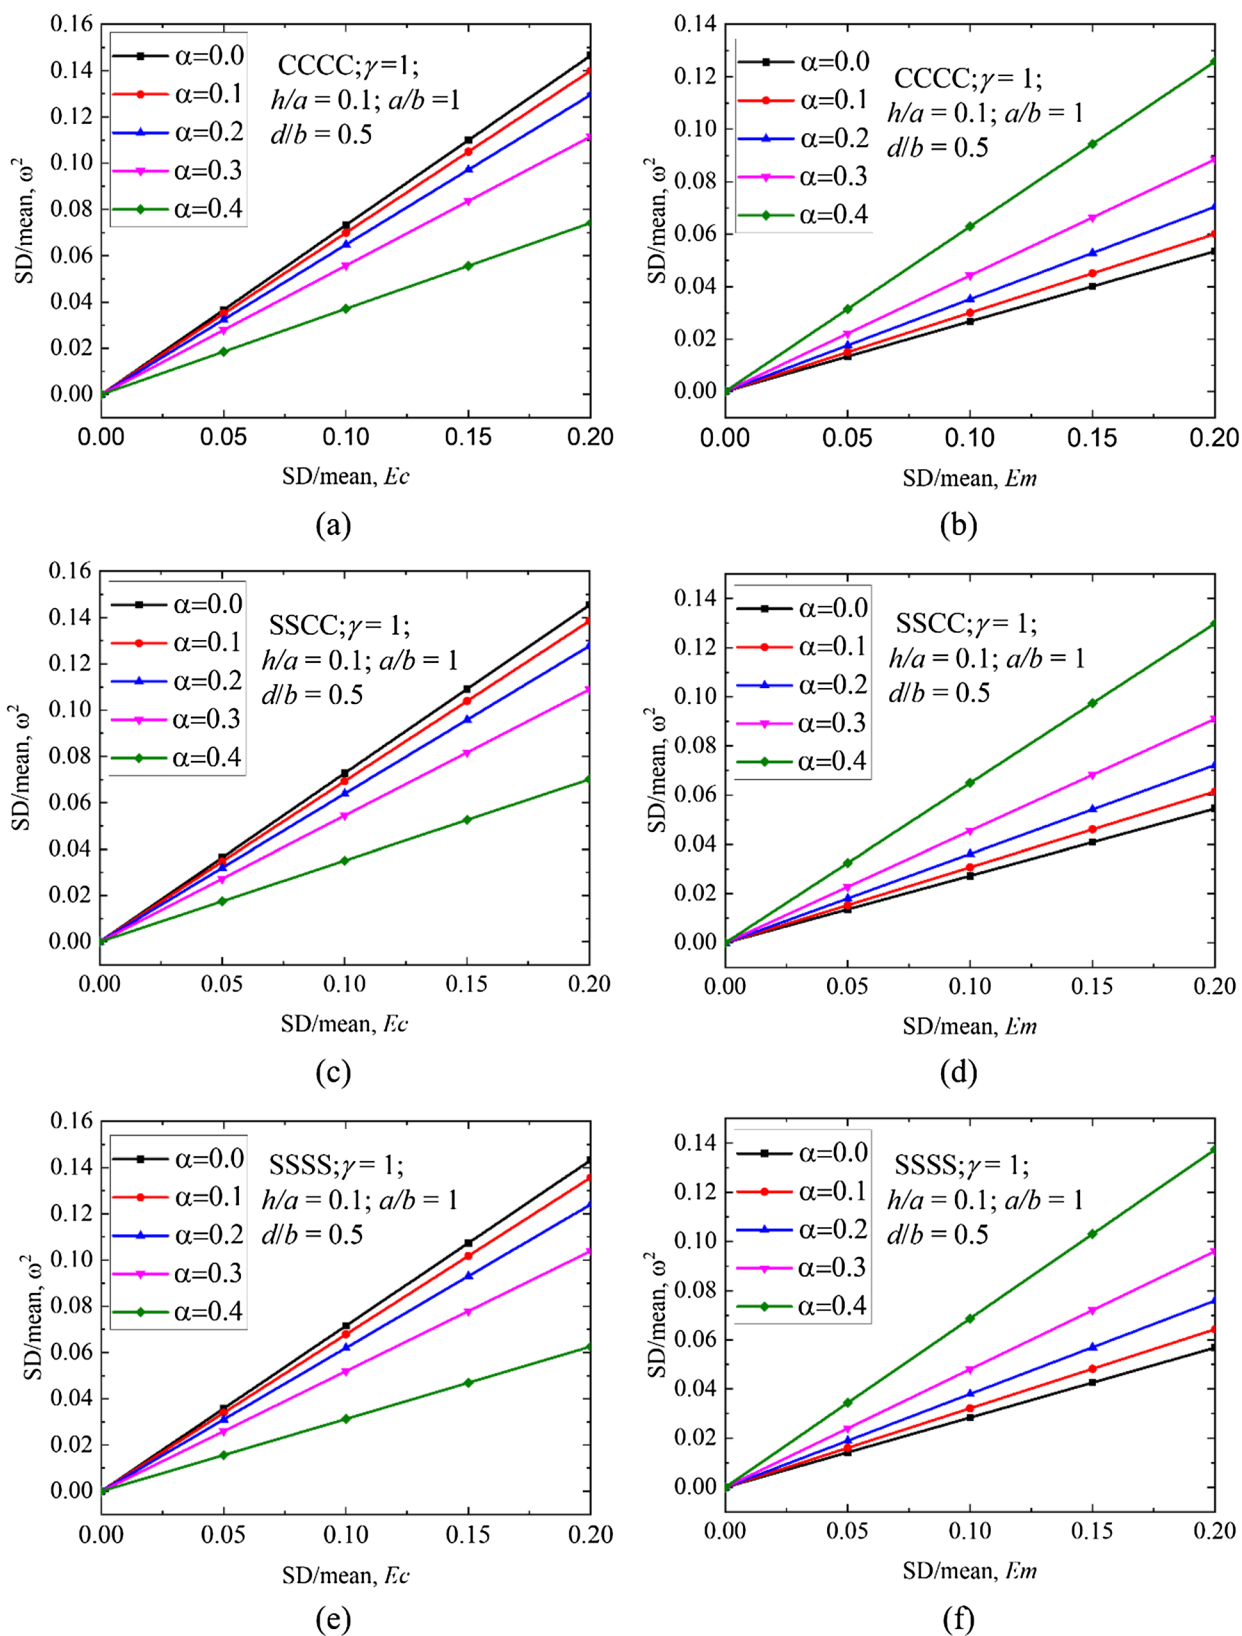 0.16
0.14
0.12
0.10
0.08
0.06
0.04
0.02
0.00
SD/mean, ω²
α=0.0
α=0.1
α=0.2
α=0.3
α=0.4
CCCC;γ=1;
h/a = 0.1; a/b =1
d/b = 0.5
0.00 0.05 0.10 0.15 0.20
SD/mean, Ec
(a)
0.14
0.12
0.10
0.08
0.06
0.04
0.02
0.00
SD/mean, ω²
α=0.0
α=0.1
α=0.2
α=0.3
α=0.4
CCCC;γ= 1;
h/a = 0.1; a/b = 1
d/b = 0.5
0.00 0.05 0.10 0.15 0.20
SD/mean, Em
(b)
0.16
0.14
0.12
0.10
0.08
0.06
0.04
0.02
0.00
SD/mean, ω²
α=0.0
α=0.1
α=0.2
α=0.3
α=0.4
SSCC;γ= 1;
h/a = 0.1; a/b = 1
d/b = 0.5
0.00 0.05 0.10 0.15 0.20
SD/mean, Ec
(c)
0.14
0.12
0.10
0.08
0.06
0.04
0.02
0.00
SD/mean, ω²
α=0.0
α=0.1
α=0.2
α=0.3
α=0.4
SSCC;γ= 1;
h/a = 0.1; a/b = 1
d/b = 0.5
0.00 0.05 0.10 0.15 0.20
SD/mean, Em
(d)
0.16
0.14
0.12
0.10
0.08
0.06
0.04
0.02
0.00
SD/mean, ω²
α=0.0
α=0.1
α=0.2
α=0.3
α=0.4
SSSS;γ= 1;
h/a = 0.1; a/b = 1
d/b = 0.5
0.00 0.05 0.10 0.15 0.20
SD/mean, Ec
(e)
0.14
0.12
0.10
0.08
0.06
0.04
0.02
0.00
SD/mean, ω²
α=0.0
α=0.1
α=0.2
α=0.3
α=0.4
SSSS;γ= 1;
h/a = 0.1; a/b = 1
d/b = 0.5
0.00 0.05 0.10 0.15 0.20
SD/mean, Em
(f)